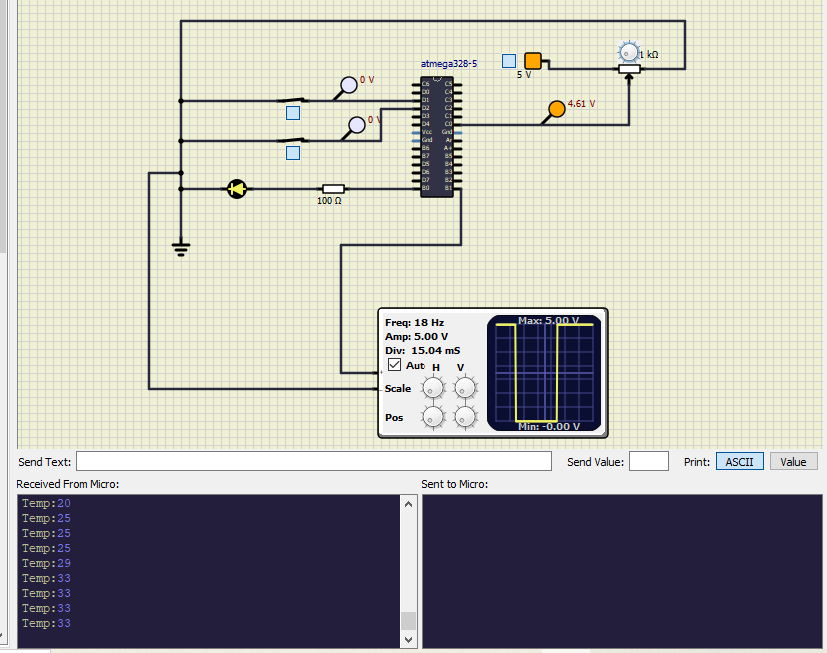 atmega328-5
5 V
1 kΩ
0 V
0 V
4.61 V
C6
D0
D1
D2
D3
D4
Vcc
Gnd
B6
B7
D5
D6
D7
B0
C5
C4
C3
C2
C1
C0
Gnd
Ar
A+
B5
B4
B3
B2
B1
100 Ω
Freq: 18 Hz
Amp: 5.00 V
Div: 15.04 mS
Auto
H V
Scale
Pos
Max: 5.00 V
Min: -0.00 V
Send Text:
Send Value:
Print: ASCII Value
Received From Micro:
Sent to Micro:
Temp:20
Temp:25
Temp:25
Temp:25
Temp:29
Temp:33
Temp:33
Temp:33
Temp:33